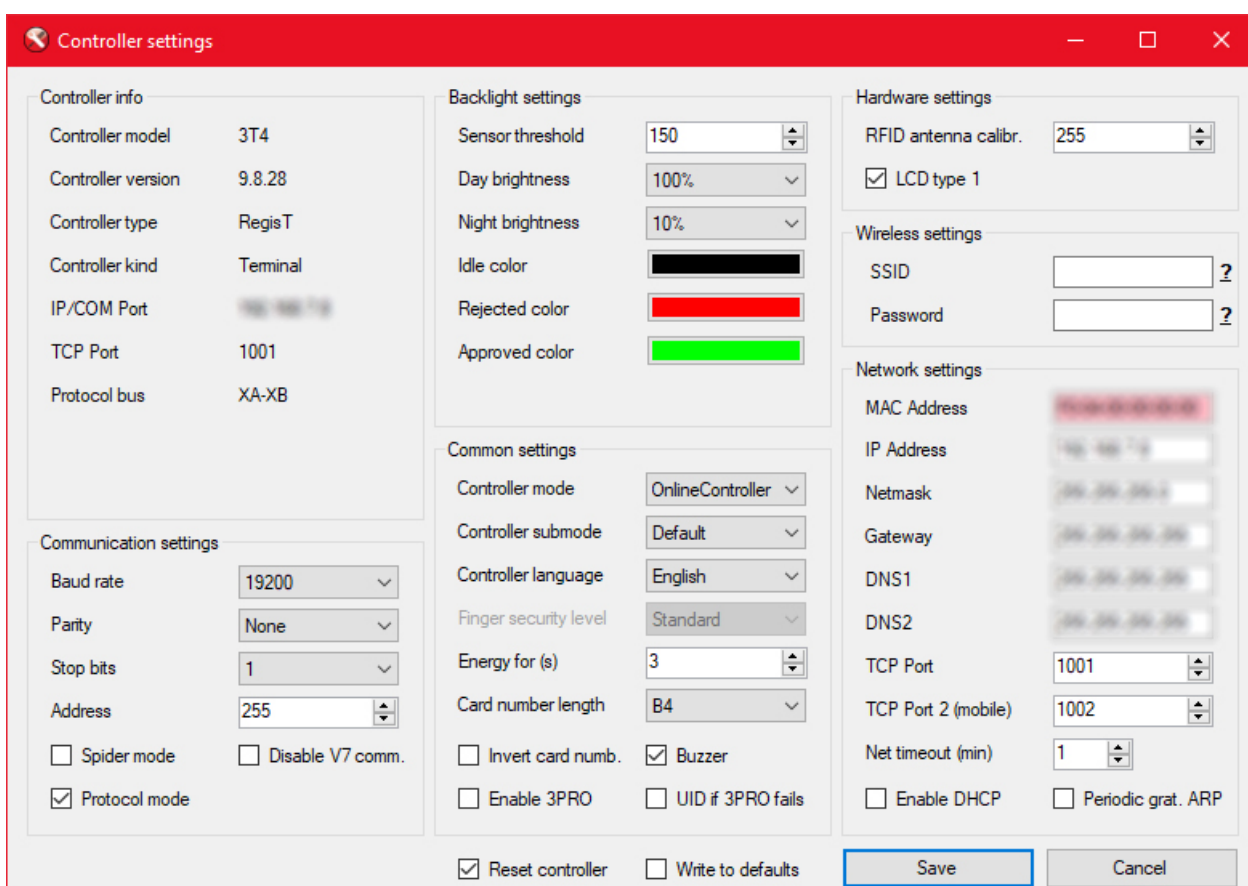 Controller settings
Controller info
Controller model 3T4
Controller version 9.8.28
Controller type RegisT
Controller kind Terminal
IP/COM Port
TCP Port 1001
Protocol bus XA-XB
Communication settings
Baud rate 19200
Parity None
Stop bits 1
Address 255
Spider mode Disable V7 comm.
Protocol mode
Backlight settings
Sensor threshold 150
Day brightness 100%
Night brightness 10%
Idle color
Rejected color
Approved color
Common settings
Controller mode OnlineController
Controller submode Default
Controller language English
Finger security level Standard
Energy for (s) 3
Card number length B4
Invert card numb. Buzzer
Enable 3PRO UID if 3PRO fails
Reset controller Write to defaults
Hardware settings
RFID antenna calibr. 255
LCD type 1
Wireless settings
SSID ?
Password ?
Network settings
MAC Address
IP Address
Netmask
Gateway
DNS1
DNS2
TCP Port 1001
TCP Port 2 (mobile) 1002
Net timeout (min) 1
Enable DHCP Periodic grat. ARP
Save Cancel